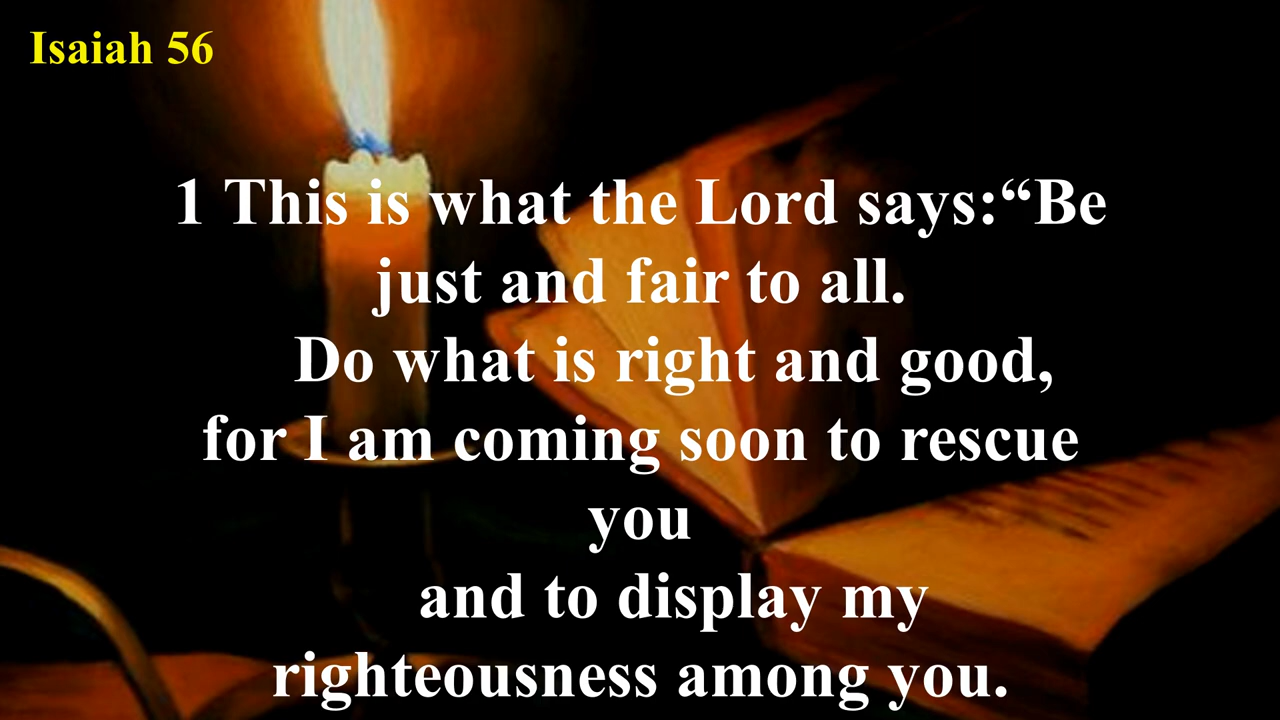 Isaiah 56
1 This is what the Lord says:“Be
just and fair to all.
Do what is right and good,
for I am coming soon to rescue
you
and to display my
righteousness among you.